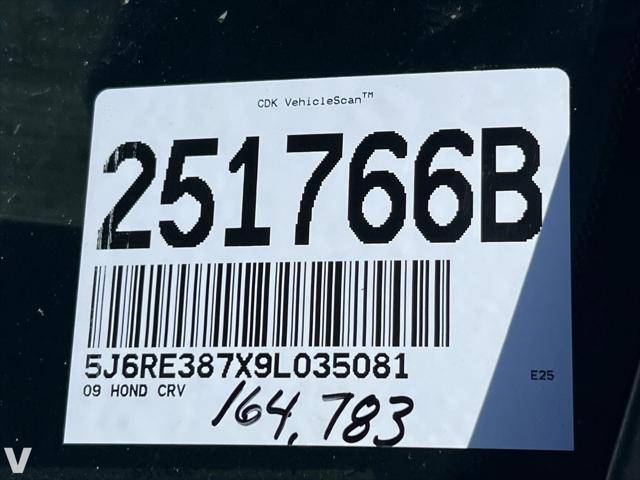 CDK VehicleScan™
251766B
5J6RE387X9L035081
09 HOND CRV
E25
164,783
V